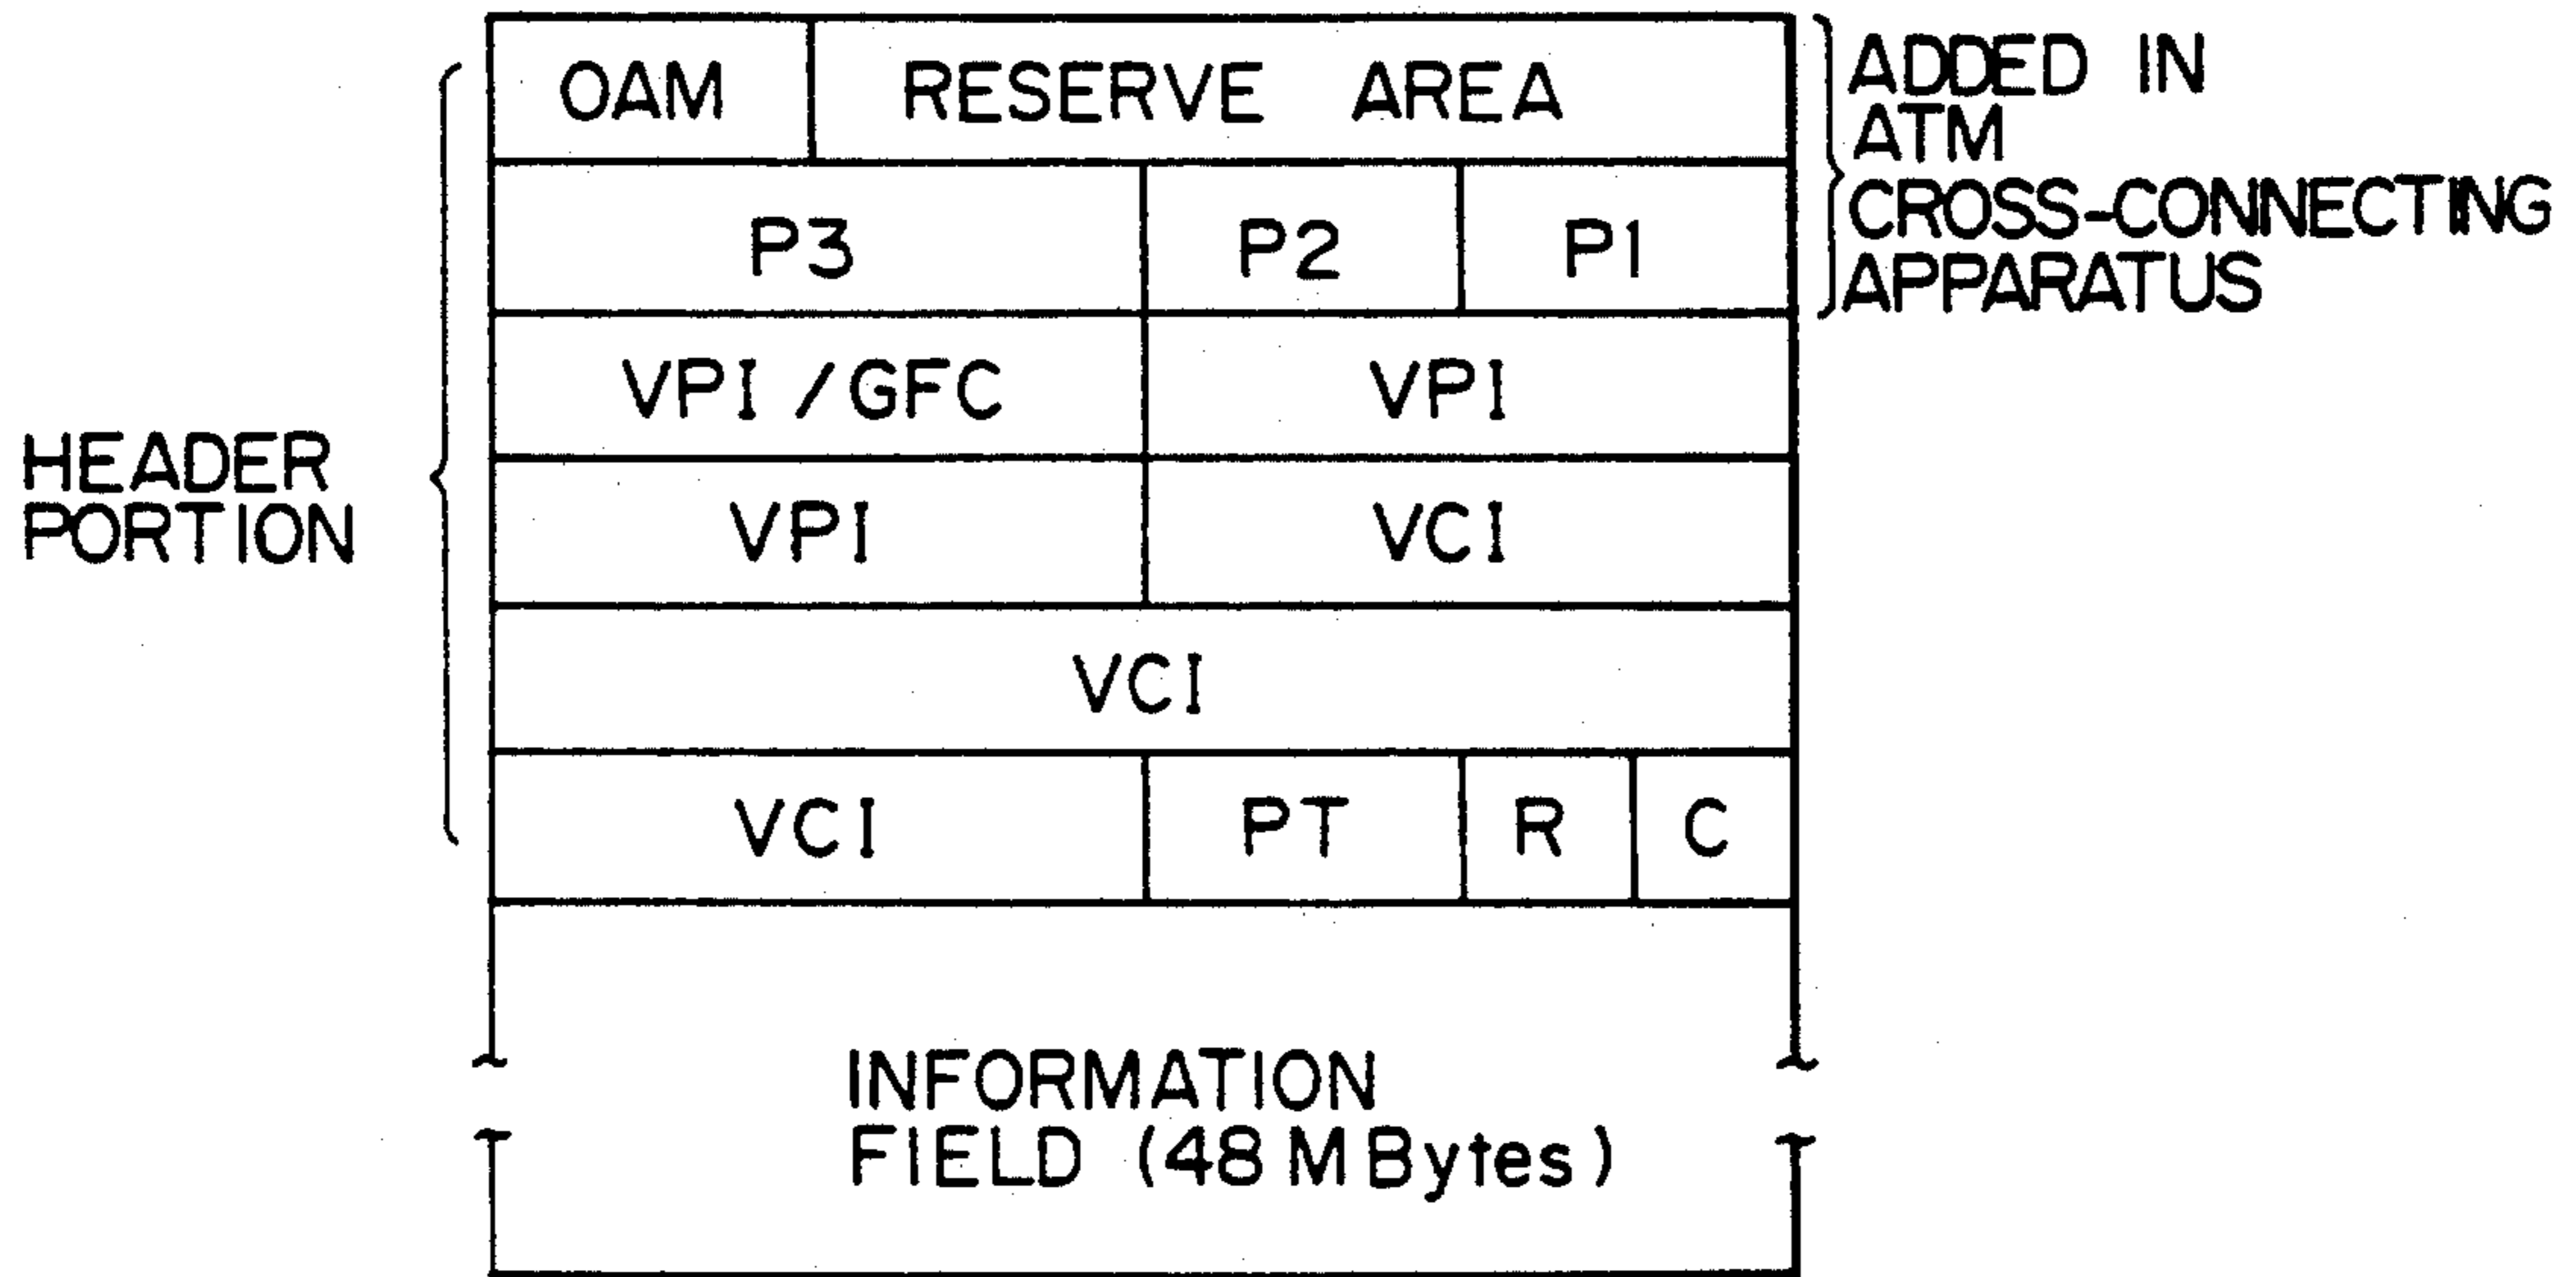 OAM RESERVE AREA
ADDED IN
ATM
CROSS-CONNECTING
APPARATUS
P3 P2 P1
VPI /GFC VPI
HEADER
PORTION
VPI VCI
VCI
VCI PT R C
INFORMATION
FIELD (48 M Bytes)